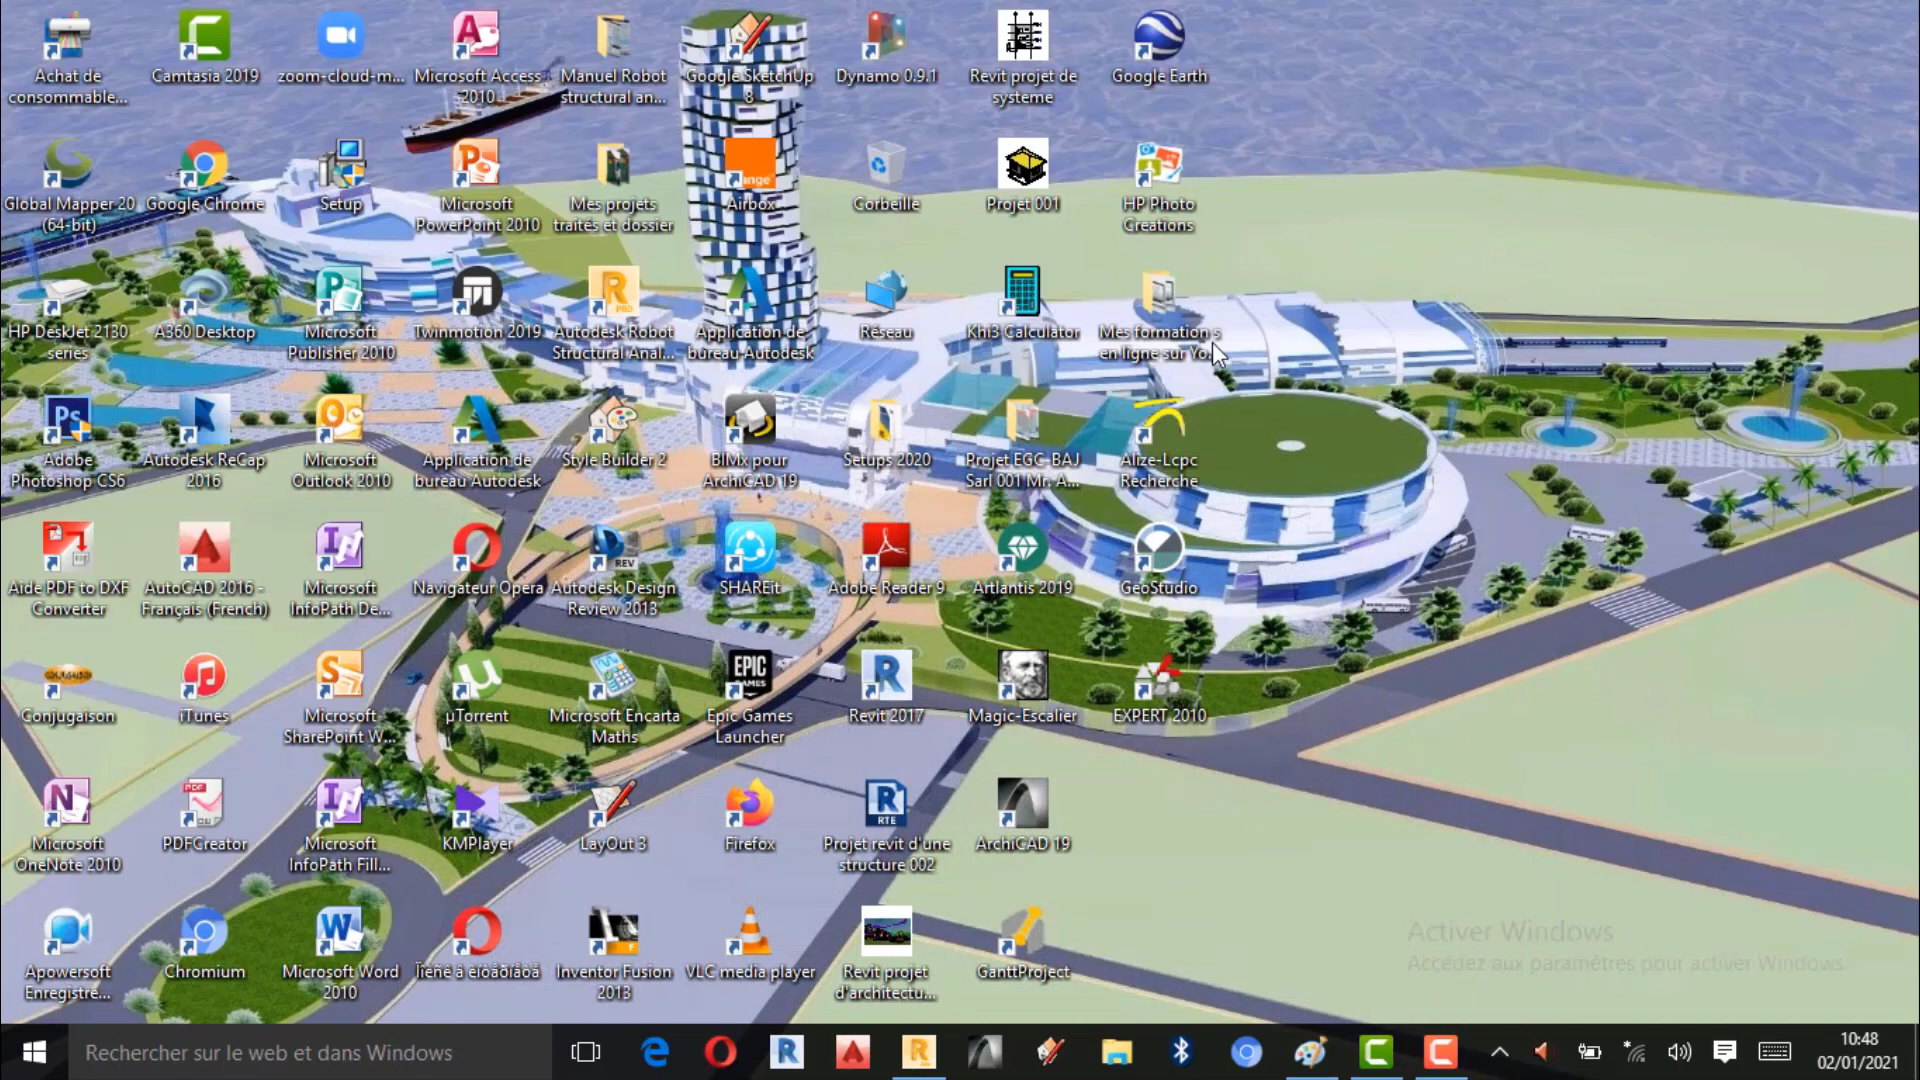 Achat de
consommable...
Camtasia 2019
zoom-cloud-m...
Microsoft Access
2010
Manuel Robot
structural an...
Google SketchUp
8
Dynamo 0.9.1
Revit projet de
systeme
Google Earth
Global Mapper 20
(64-bit)
Google Chrome
Setup
Microsoft
PowerPoint 2010
Mes projets
traités et dossier
Airbox
Corbeille
Projet 001
HP Photo
Creations
HP DeskJet 2130
series
A360 Desktop
Microsoft
Publisher 2010
Twinmotion 2019
Autodesk Robot
Structural Anal...
Application de
bureau Autodesk
Réseau
Khi3 Calculator
Mes formation s
en ligne sur Yo
Adobe
Photoshop CS6
Autodesk ReCap
2016
Microsoft
Outlook 2010
Application de
bureau Autodesk
Style Builder 2
BIMx pour
ArchiCAD 19
Setups 2020
Projet EGC-BAJ
Sarl 001 Mr. A...
Alize-Lcpc
Recherche
Aide PDF to DXF
Converter
AutoCAD 2016 -
Français (French)
Microsoft
InfoPath De...
Navigateur Opera
Autodesk Design
Review 2013
SHAREit
Adobe Reader 9
Artlantis 2019
GeoStudio
Conjugaison
iTunes
Microsoft
SharePoint W...
µTorrent
Microsoft Encarta
Maths
EPIC
GAMES
Epic Games
Launcher
Revit 2017
Magic-Escalier
EXPERT 2010
Microsoft
OneNote 2010
PDFCreator
Microsoft
InfoPath Fill...
KMPlayer
LayOut 3
Firefox
RTE
Projet revit d'une
structure 002
ArchiCAD 19
Apowersoft
Enregistre...
Chromium
Microsoft Word
2010
Inventor Fusion
2013
VLC media player
Revit projet
d'architectu...
GanttProject
Activer Windows
Accédez aux paramètres pour activer Windows.
Rechercher sur le web et dans Windows
10:48
02/01/2021